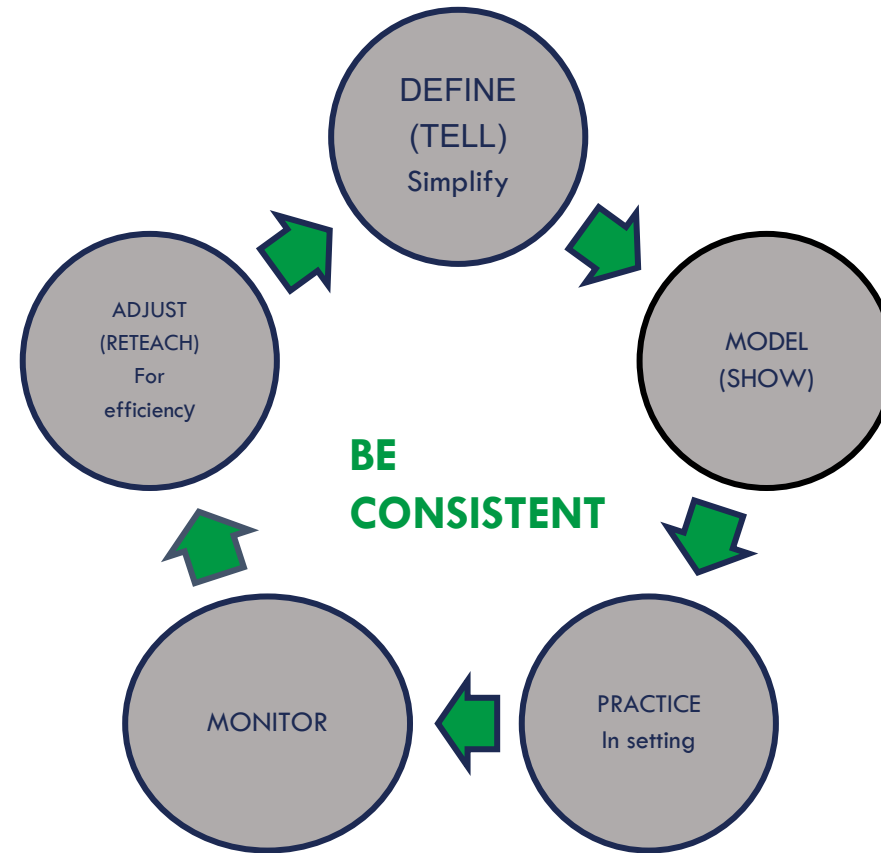 DEFINE
(TELL)
Simplify
MODEL
(SHOW)
PRACTICE
In setting
MONITOR
ADJUST
(RETEACH)
For
efficiency
BE
CONSISTENT